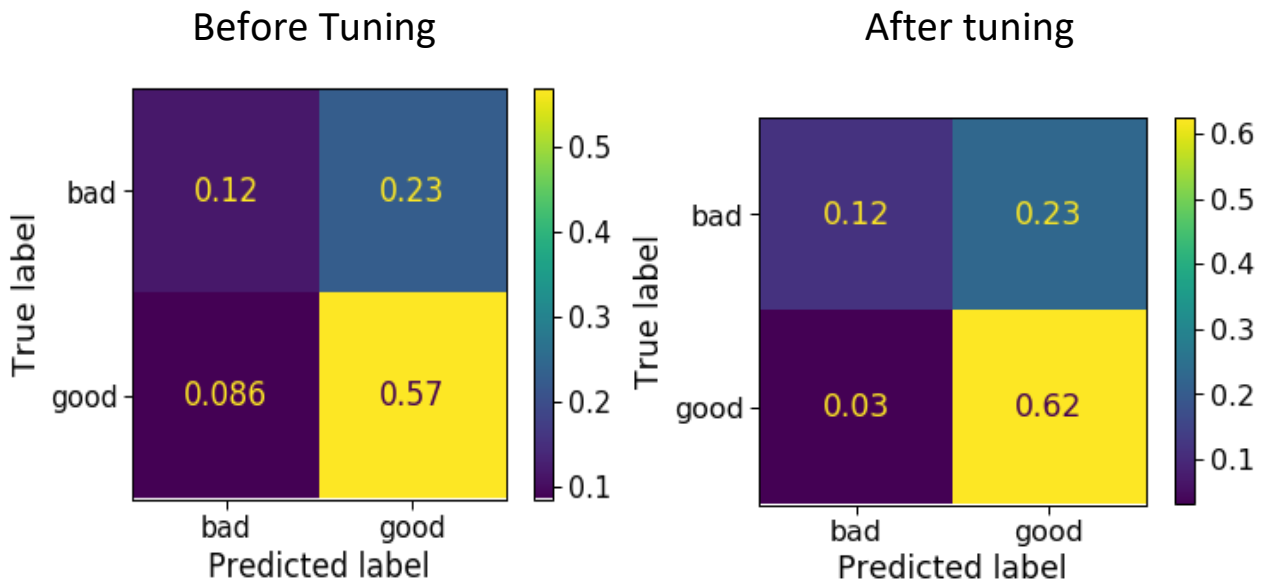 Before Tuning
True label
bad
good
0.12
0.23
0.086
0.57
bad
good
Predicted label
0.5
0.4
0.3
0.2
0.1
After tuning
True label
bad
good
0.12
0.23
0.03
0.62
bad
good
Predicted label
0.6
0.5
0.4
0.3
0.2
0.1